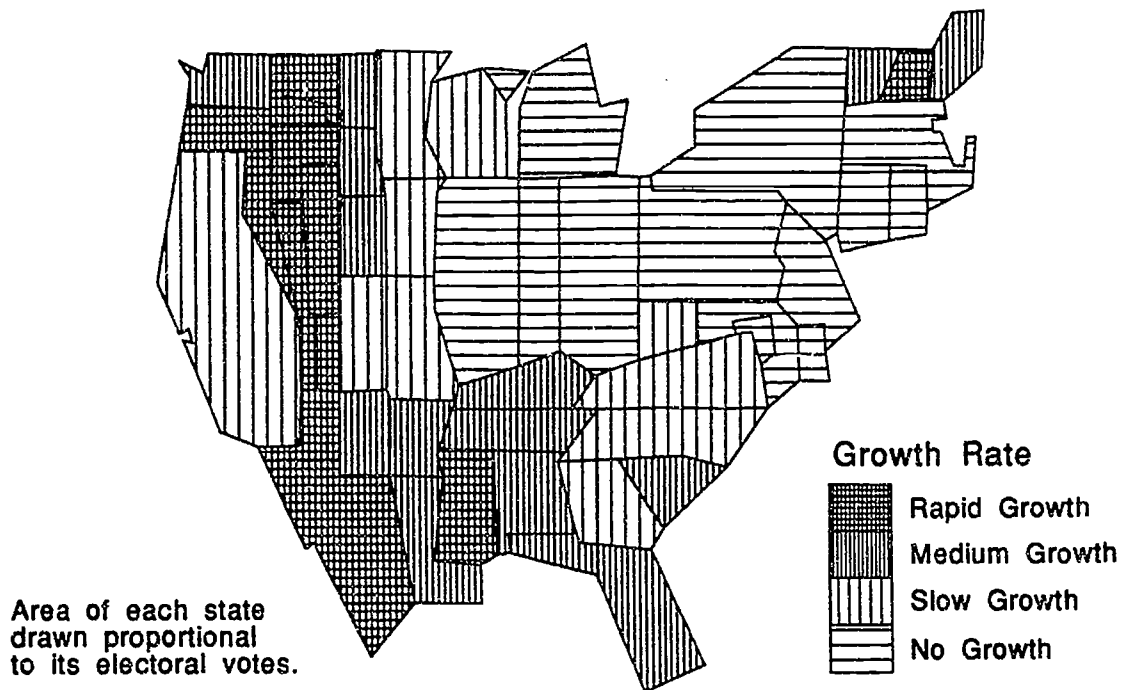 Growth Rate
Rapid Growth
Medium Growth
Slow Growth
No Growth
Area of each state
drawn proportional
to its electoral votes.